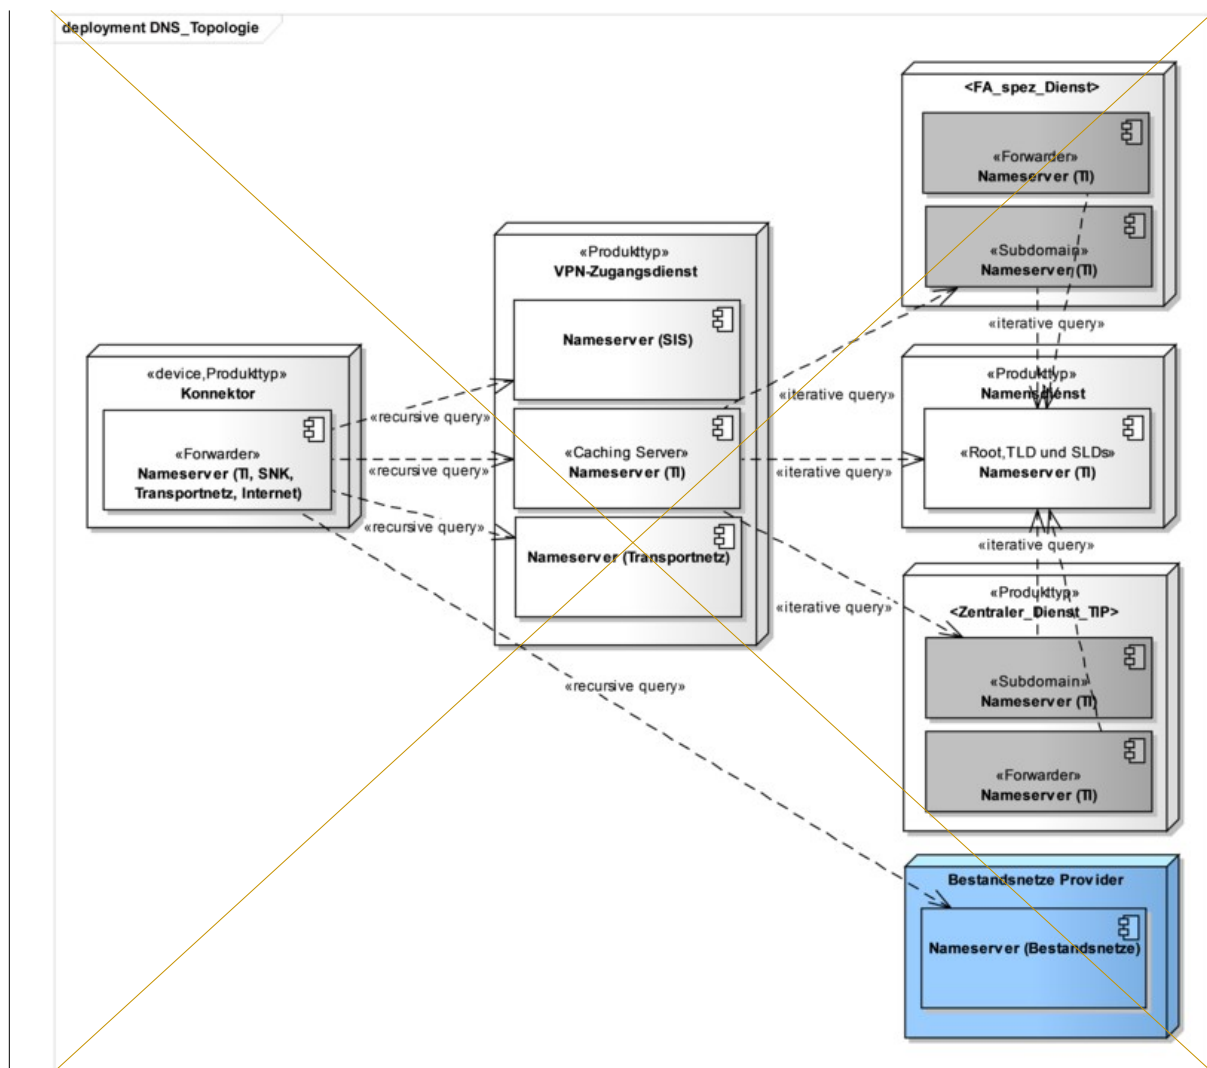 deployment DNS_Topologie
<FA_spez_Dienst>
«Forwarder»
Nameserver (TI)
«Subdomain»
Nameserver (TI)
«iterative query»
«Produkttyp»
VPN-Zugangsdienst
Nameserver (SIS)
«Caching Server»
Nameserver (TI)
Nameserver (Transportnetz)
«device,Produkttyp»
Konnektor
«Forwarder»
Nameserver (TI, SNK,
Transportnetz, Internet)
«recursive query»
«recursive query»
«recursive query»
«recursive query»
«iterative query»
«iterative query»
«iterative query»
«Produkttyp»
Namensdienst
«Root,TLD und SLDs»
Nameserver (TI)
«iterative query»
«Produkttyp»
<Zentraler_Dienst_TIP>
«Subdomain»
Nameserver (TI)
«Forwarder»
Nameserver (TI)
Bestandsnetze Provider
Nameserver (Bestandsnetze)